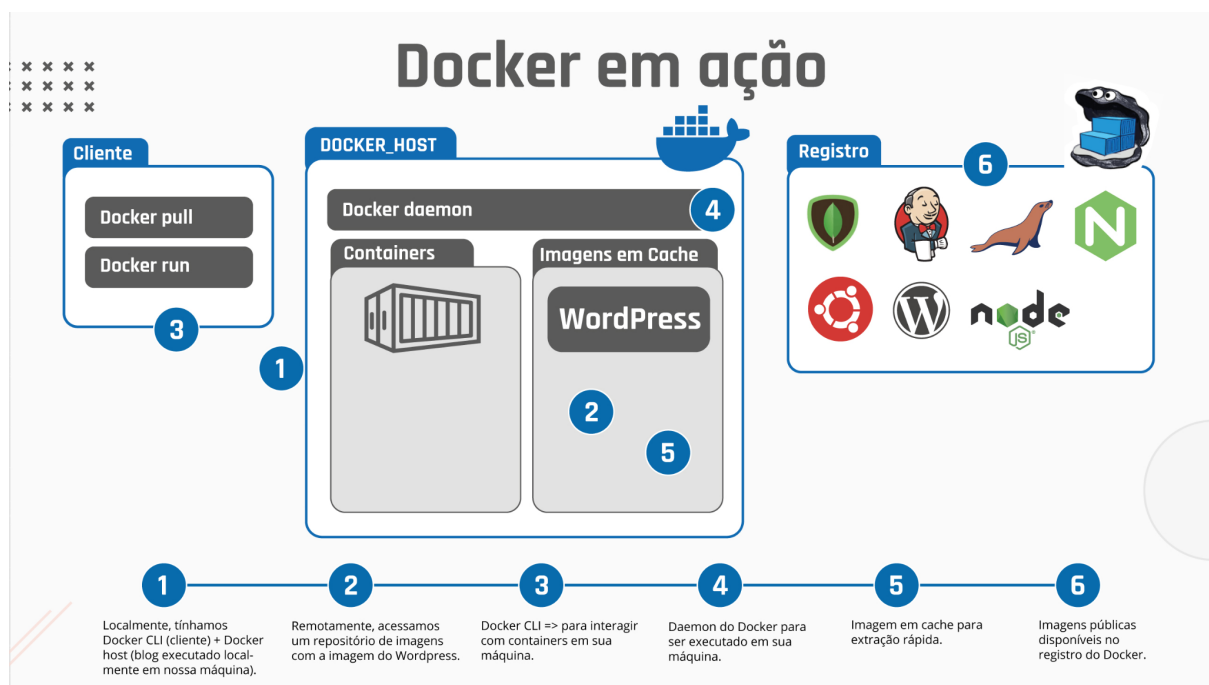 Docker em ação
Cliente
Docker pull
Docker run
3
1
DOCKER_HOST
Docker daemon
4
Containers
Imagens em Cache
WordPress
2
5
Registro
6
N
W
node
JS
1
Localmente, tínhamos
Docker CLI (cliente) + Docker
host (blog executado local-
mente em nossa máquina).
2
Remotamente, acessamos
um repositório de imagens
com a imagem do Wordpress.
3
Docker CLI => para interagir
com containers em sua
máquina.
4
Daemon do Docker para
ser executado em sua
máquina.
5
Imagem em cache para
extração rápida.
6
Imagens públicas
disponíveis no
registro do Docker.